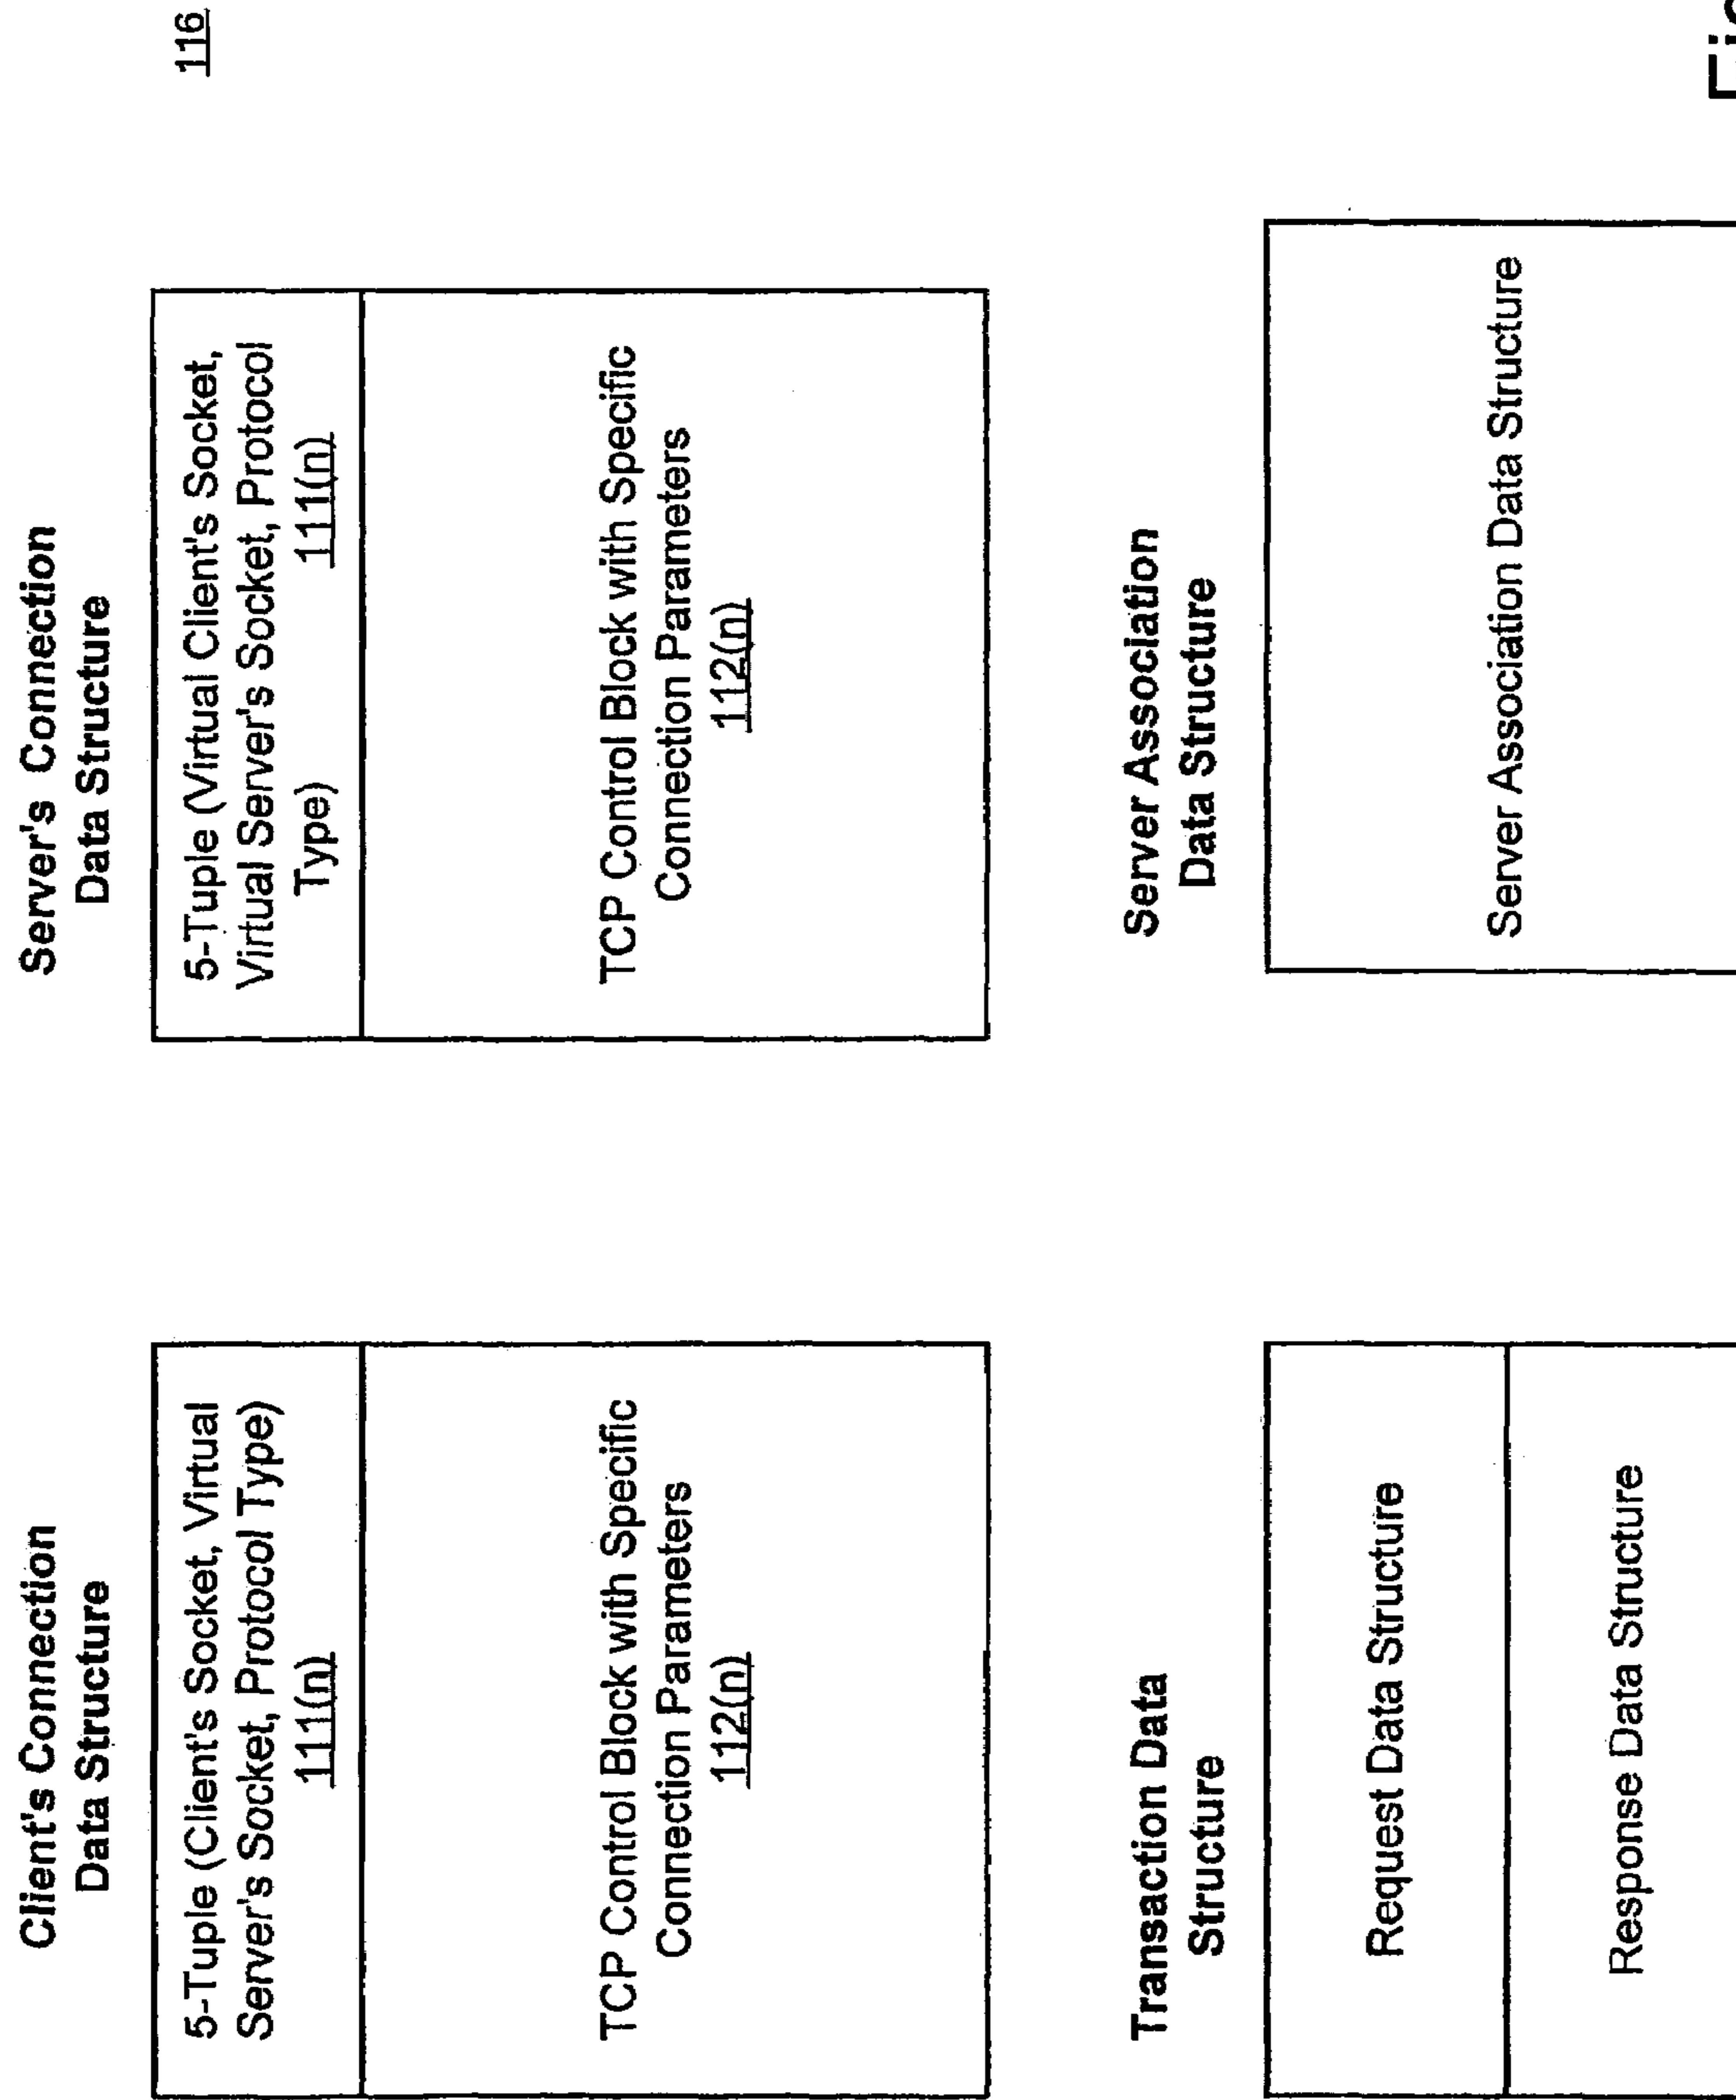 116
Client's Connection
Data Structure
5-Tuple (Client's Socket, Virtual
Server's Socket, Protocol Type)
111(n)
TCP Control Block with Specific
Connection Parameters
112(n)
Server's Connection
Data Structure
5-Tuple (Virtual Client's Socket,
Virtual Server's Socket, Protocol
Type) 111(n)
TCP Control Block with Specific
Connection Parameters
112(n)
Transaction Data
Structure
Request Data Structure
Response Data Structure
Server Association
Data Structure
Server Association Data Structure